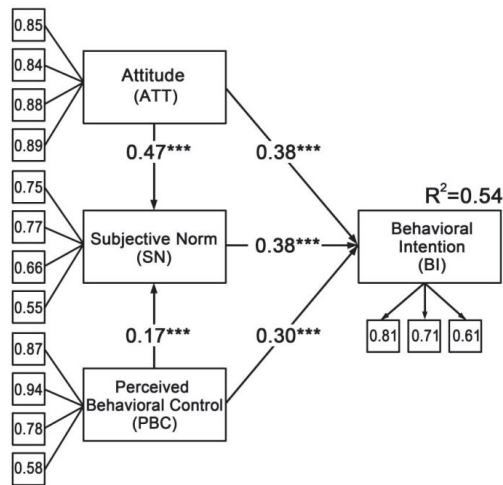 0.85
0.84
0.88
0.89
Attitude
(ATT)
0.47***
0.38***
0.75
0.77
0.66
0.55
Subjective Norm
(SN)
0.38***
R²=0.54
Behavioral
Intention
(BI)
0.81
0.71
0.61
0.17***
0.30***
0.87
0.94
0.78
0.58
Perceived
Behavioral Control
(PBC)